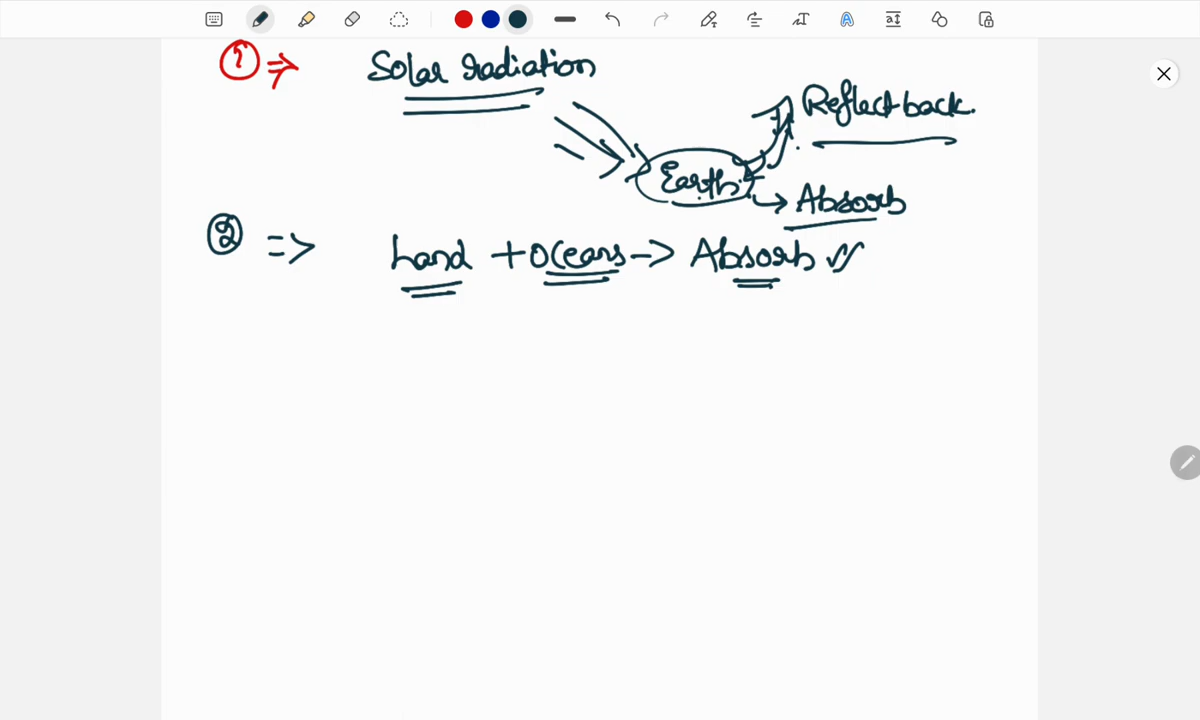 ① ⇒ Solar radiation
Reflect back.
Earth
Absorb
② => Land + Oceans -> Absorb